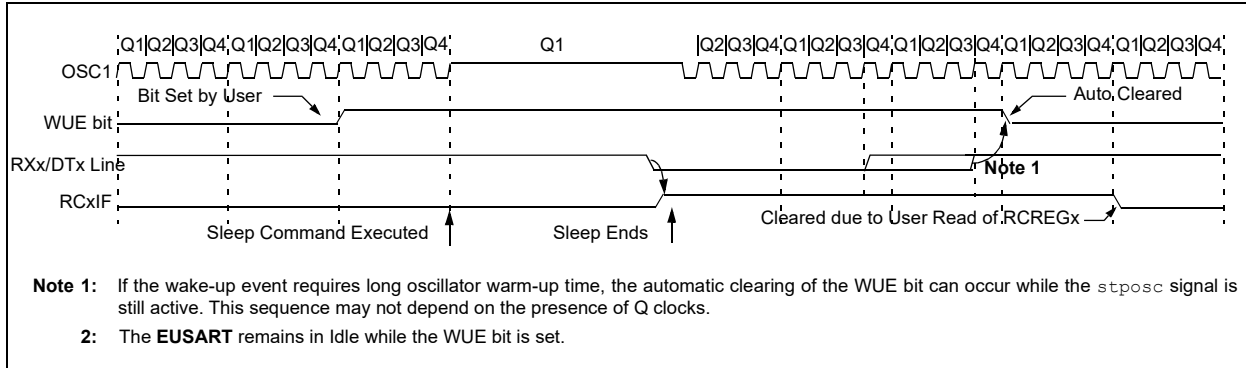 Q1 Q2 Q3 Q4 Q1 Q2 Q3 Q4 Q1 Q2 Q3 Q4 Q1 Q2 Q3 Q4 Q1 Q2 Q3 Q4 Q1 Q2 Q3 Q4 Q1 Q2 Q3 Q4 Q1 Q2 Q3 Q4
OSC1
Bit Set by User
Auto Cleared
WUE bit
RXx/DTx Line
Note 1
RCxIF
Cleared due to User Read of RCREGx
Sleep Command Executed
Sleep Ends
Note 1: If the wake-up event requires long oscillator warm-up time, the automatic clearing of the WUE bit can occur while the stposc signal is
still active. This sequence may not depend on the presence of Q clocks.
2: The EUSART remains in Idle while the WUE bit is set.